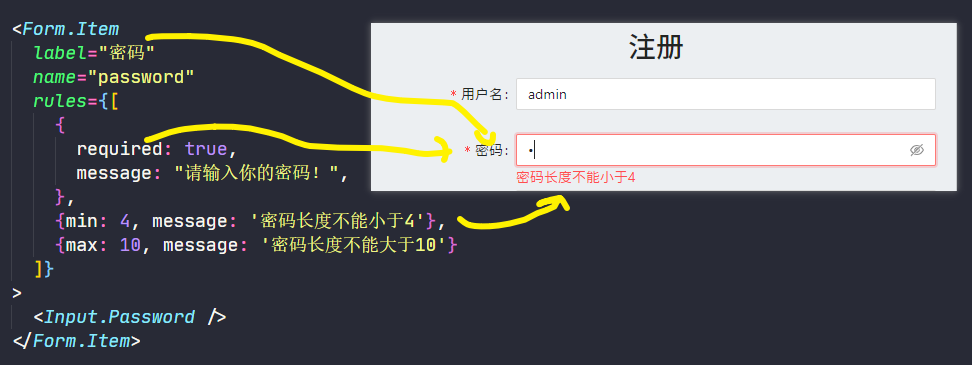 <Form.Item
label="密码"
name="password"
rules={[
{
required: true,
message: "请输入你的密码！",
},
{min: 4, message: '密码长度不能小于4'},
{max: 10, message: '密码长度不能大于10'}
]}
>
<Input.Password />
</Form.Item>
注册
* 用户名:
admin
* 密码:
•
密码长度不能小于4